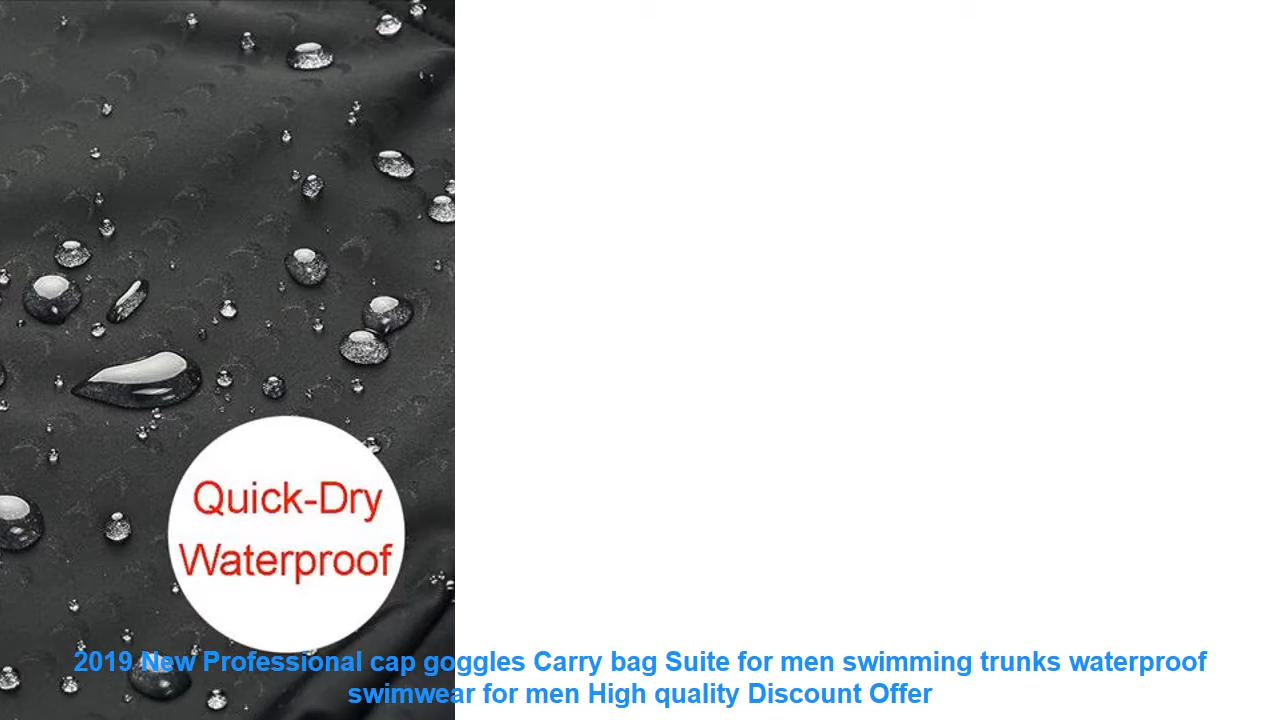 Quick-Dry
Waterproof
2019 New Professional cap goggles Carry bag Suite for men swimming trunks waterproof
swimwear for men High quality Discount Offer